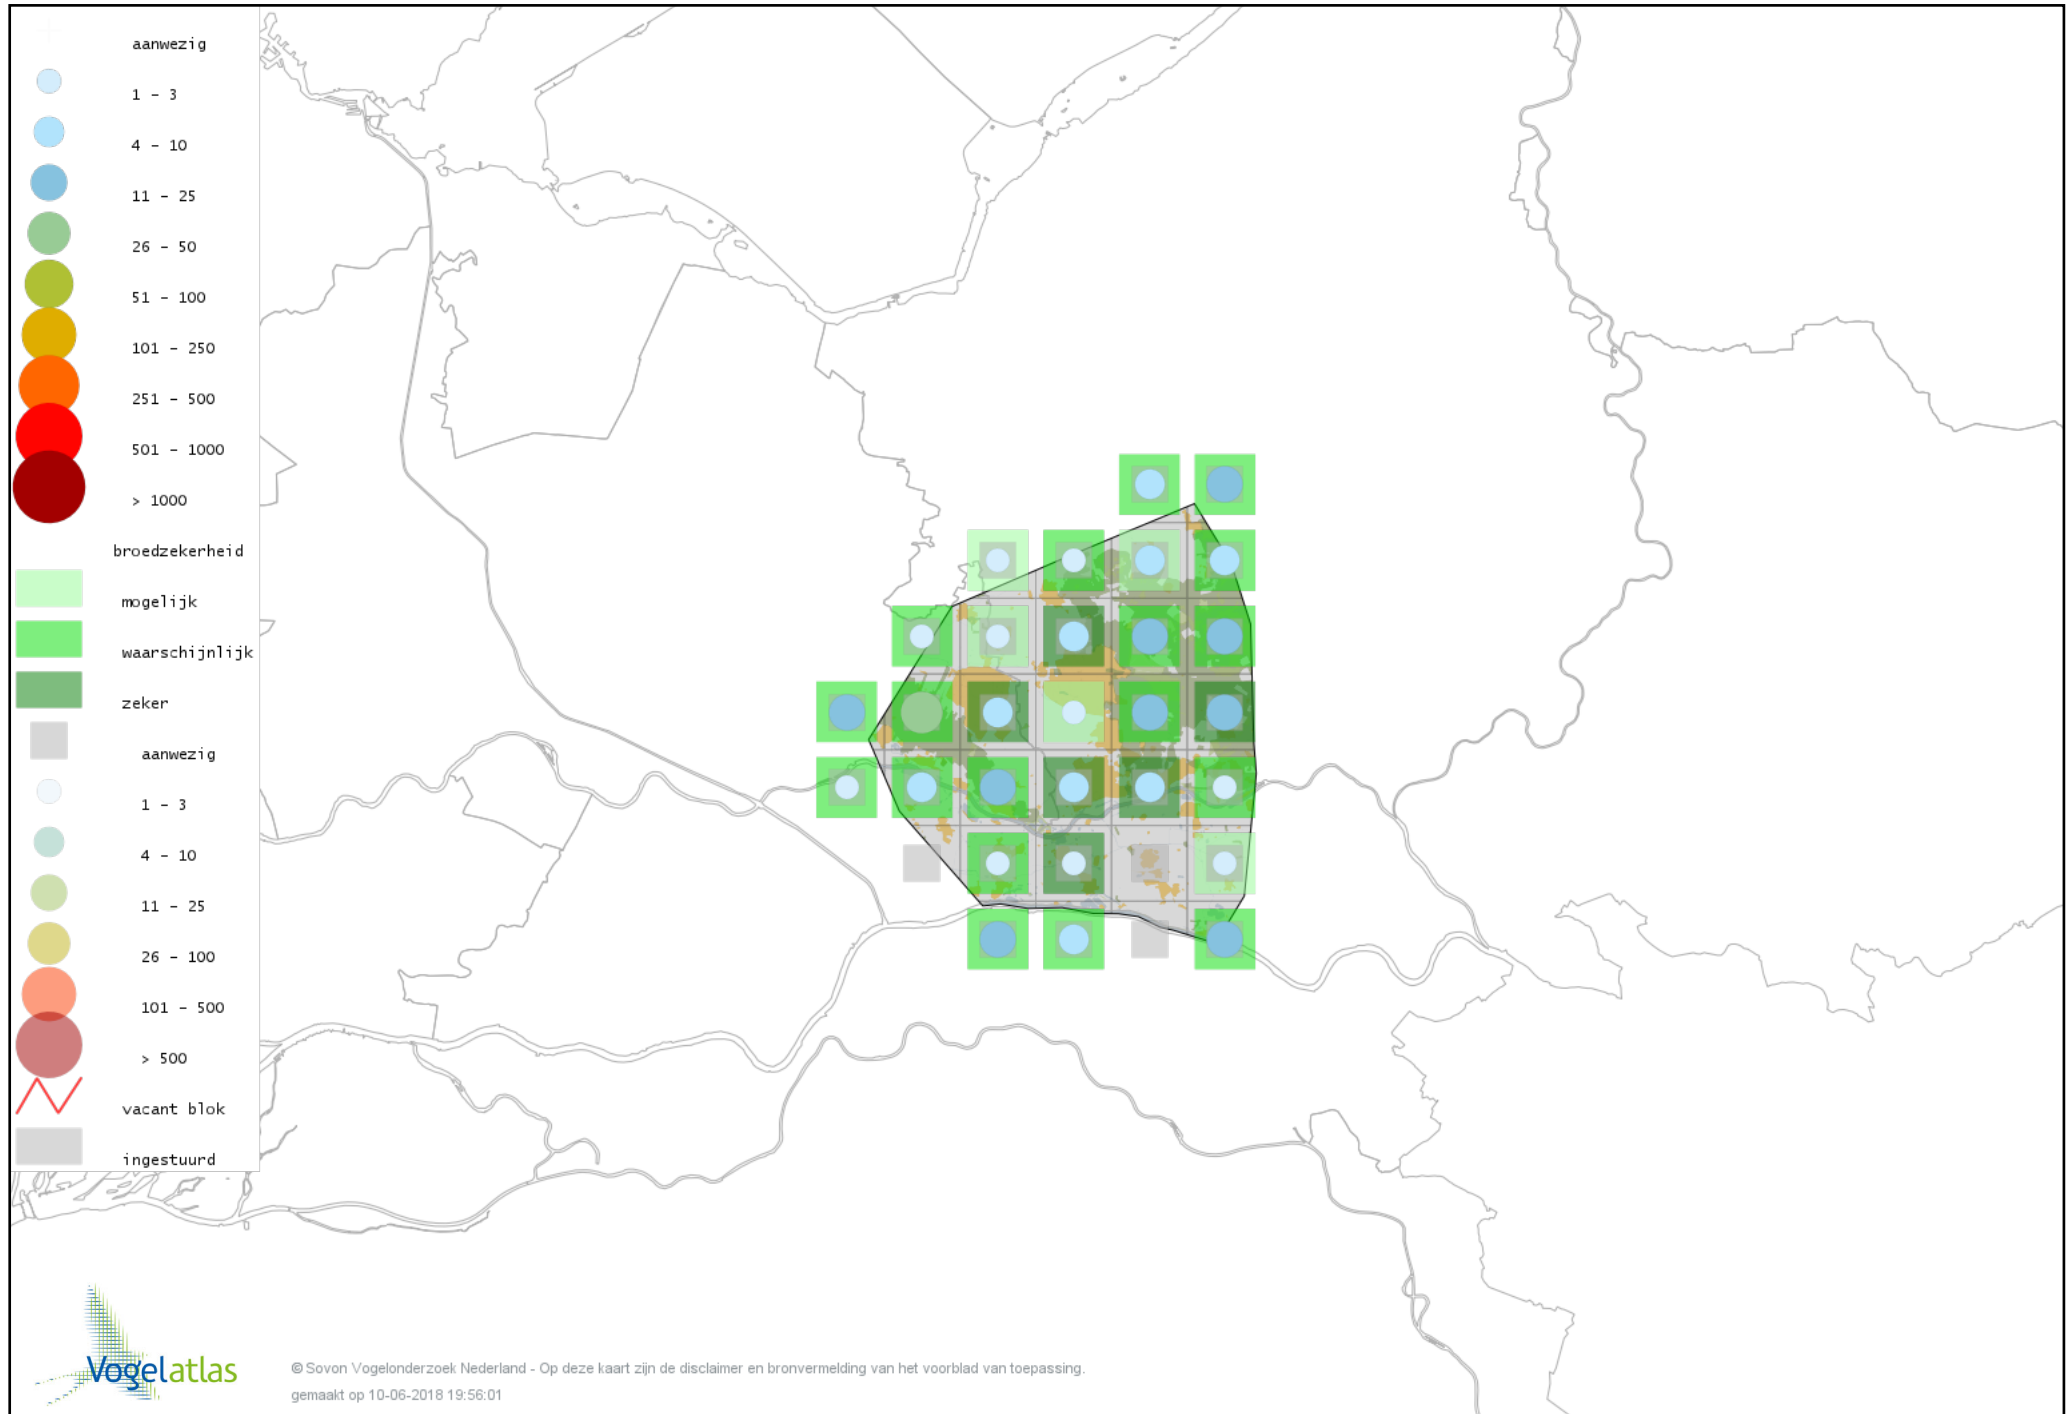 aanwezig
1 - 3
4 - 10
11 - 25
26 - 50
51 - 100
101 - 250
251 - 500
501 - 1000
> 1000
broedzekerheid
mogelijk
waarschijnlijk
zeker
aanwezig
1 - 3
4 - 10
11 - 25
26 - 100
101 - 500
> 500
vacant blok
ingestuurd
Vogelatlas
© Sovon Vogelonderzoek Nederland - Op deze kaart zijn de disclaimer en bronvermelding van het voorblad van toepassing.
gemaakt op 10-06-2018 19:56:01